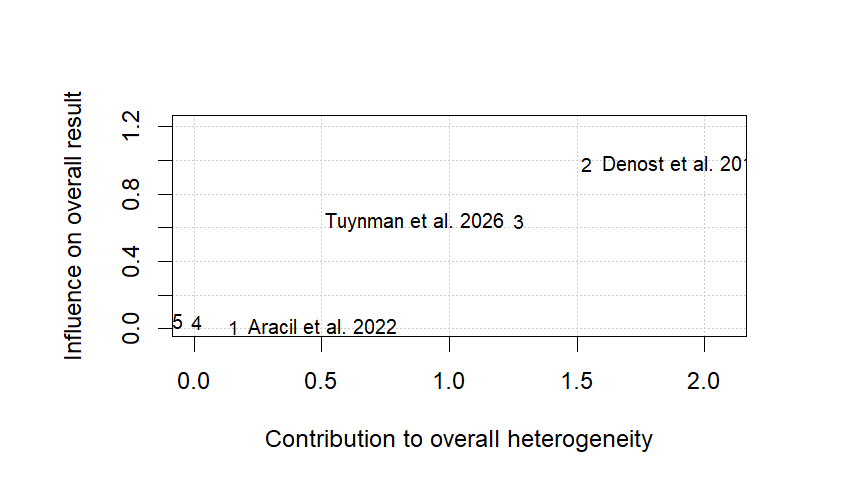 Influence on overall result
1.2
0.8
0.4
0.0
2 Denost et al.
Tuynman et al. 2026 3
5 4 1 Aracil et al. 2022
0.0 0.5 1.0 1.5 2.0
Contribution to overall heterogeneity